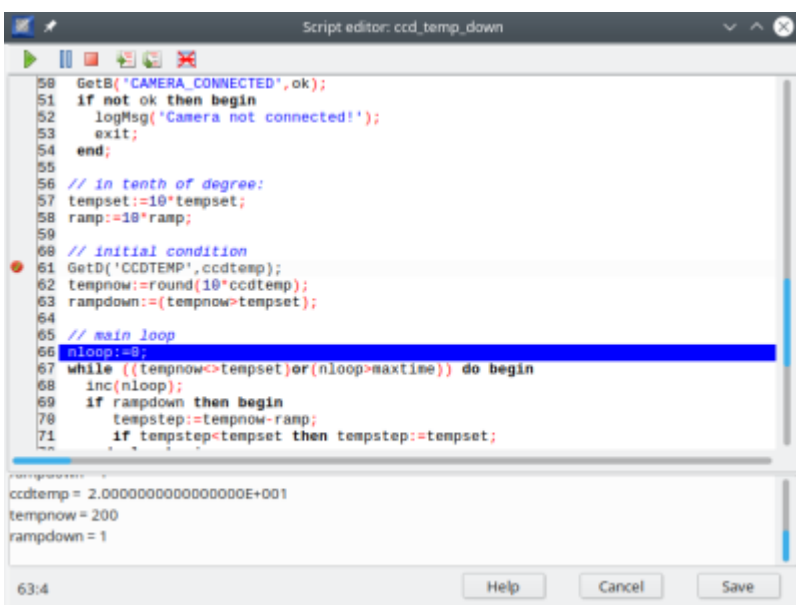 Script editor: ccd_temp_down
50 GetB('CAMERA_CONNECTED',ok);
51 if not ok then begin
52 logMsg('Camera not connected!');
53 exit;
54 end;
55
56 // in tenth of degree:
57 tempset:=10*tempset;
58 ramp:=10*ramp;
59
60 // initial condition
61 GetD('CCDTEMP',ccdtemp);
62 tempnow:=round(10*ccdtemp);
63 rampdown:=(tempnow>tempset);
64
65 // main loop
66 nloop:=0;
67 while ((tempnow<>tempset)or(nloop>maxtime)) do begin
68 inc(nloop);
69 if rampdown then begin
70 tempstep:=tempnow-ramp;
71 if tempstep<tempset then tempstep:=tempset;
ccdtemp = 2.0000000000000000E+001
tempnow = 200
rampdown = 1
63:4
Help
Cancel
Save